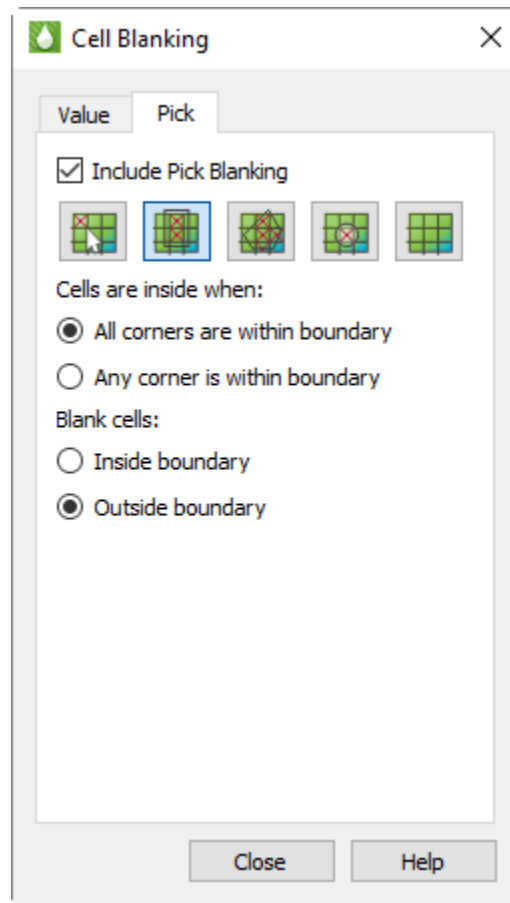 Cell Blanking
Value Pick
Include Pick Blanking
Cells are inside when:
All corners are within boundary
Any corner is within boundary
Blank cells:
Inside boundary
Outside boundary
Close Help